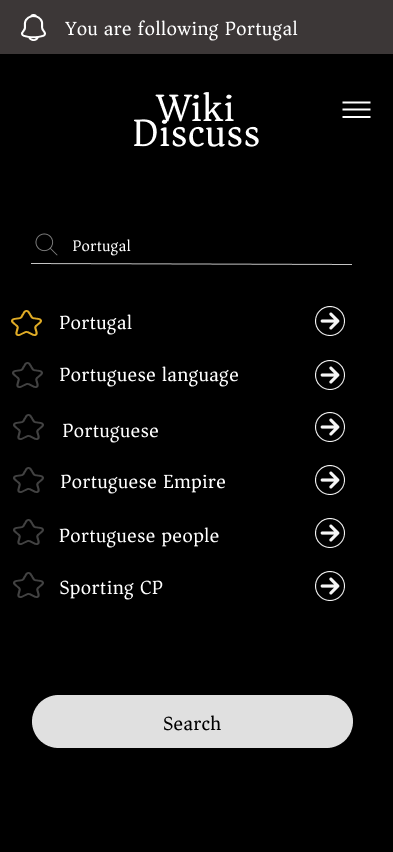 You are following Portugal
Wiki
Discuss
Portugal
Portugal
Portuguese language
Portuguese
Portuguese Empire
Portuguese people
Sporting CP
Search